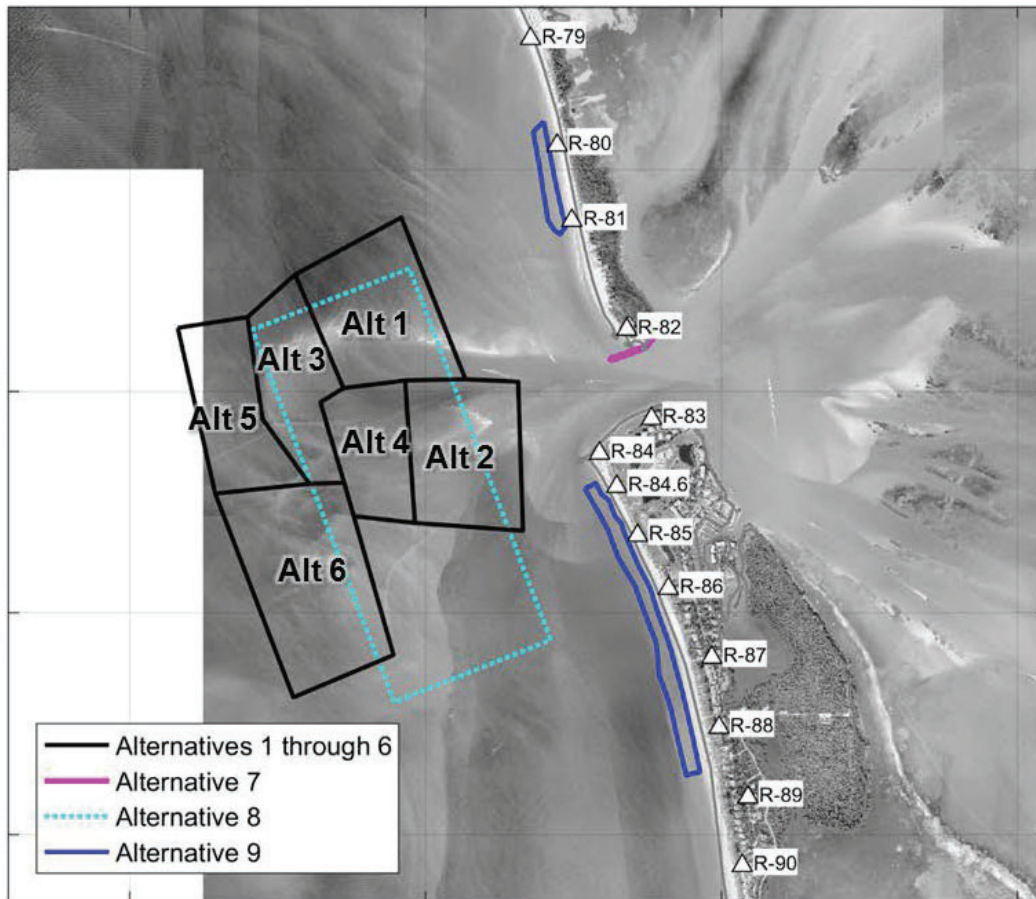 R-79
R-80
R-81
R-82
Alt 1
Alt 3
Alt 5
Alt 4
Alt 2
R-83
R-84
R-84.6
R-85
Alt 6
R-86
R-87
R-88
R-89
R-90
Alternatives 1 through 6
Alternative 7
Alternative 8
Alternative 9